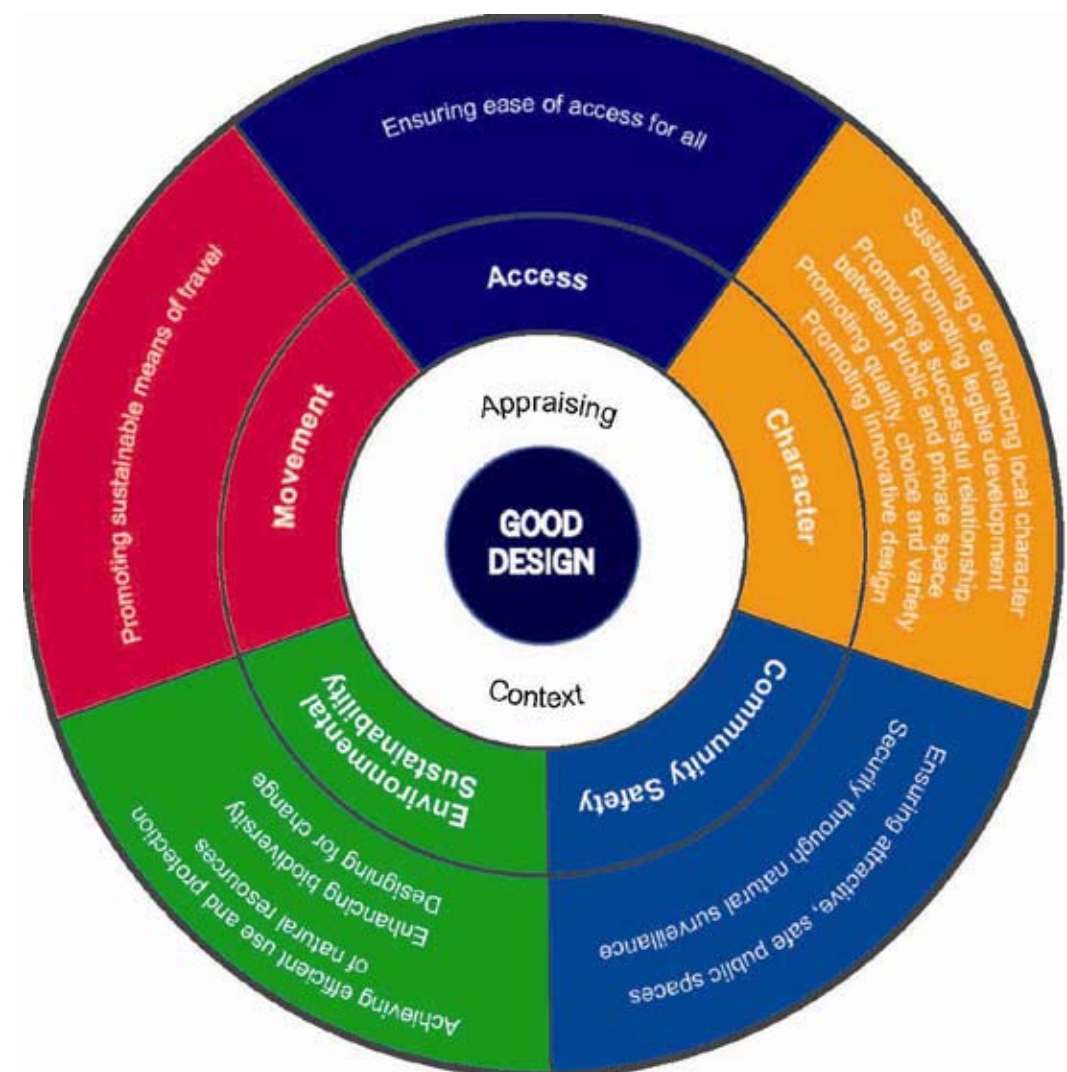 GOOD
DESIGN
Appraising
Context
Access
Ensuring ease of access for all
Character
Sustaining or enhancing local character
Promoting legible development
Promoting a successful relationship
between public and private space
Promoting quality, choice and variety
Promoting innovative design
Community Safety
Ensuring attractive, safe public spaces
Security through natural surveillance
Environmental
Sustainability
Achieving efficient use and protection
of natural resources
Enhancing biodiversity
Designing for change
Movement
Promoting sustainable means of travel